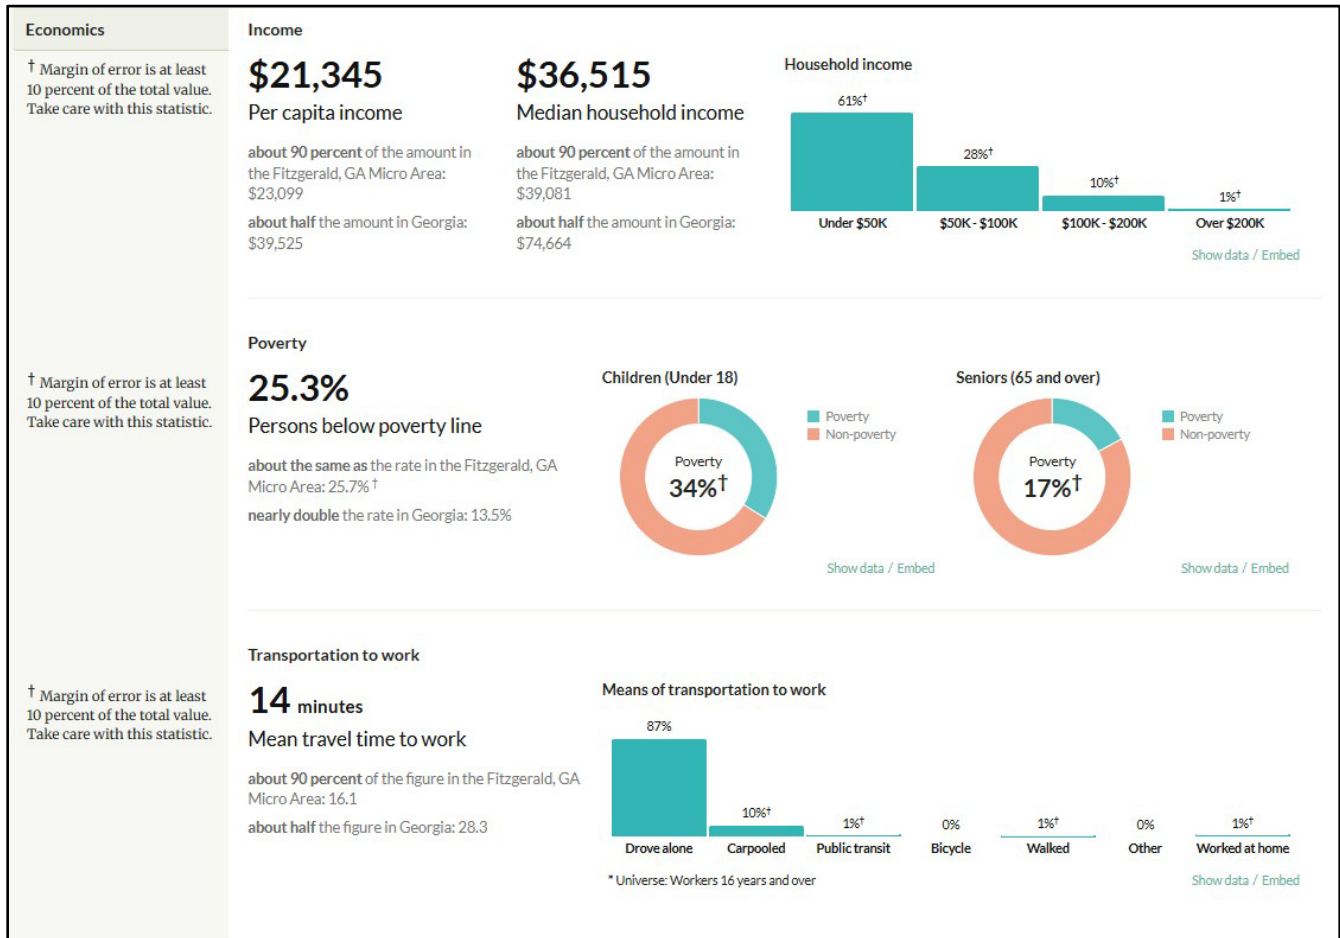 Economics
† Margin of error is at least
10 percent of the total value.
Take care with this statistic.
Income
$21,345
Per capita income
about 90 percent of the amount in
the Fitzgerald, GA Micro Area:
$23,099
about half the amount in Georgia:
$39,525
$36,515
Median household income
about 90 percent of the amount in
the Fitzgerald, GA Micro Area:
$39,081
about half the amount in Georgia:
$74,664
Household income
61%†
28%†
10%†
1%†
Under $50K
$50K - $100K
$100K - $200K
Over $200K
Show data / Embed
† Margin of error is at least
10 percent of the total value.
Take care with this statistic.
Poverty
25.3%
Persons below poverty line
about the same as the rate in the Fitzgerald, GA
Micro Area: 25.7% †
nearly double the rate in Georgia: 13.5%
Children (Under 18)
Poverty
34%†
Poverty
Non-poverty
Show data / Embed
Seniors (65 and over)
Poverty
17%†
Poverty
Non-poverty
Show data / Embed
† Margin of error is at least
10 percent of the total value.
Take care with this statistic.
Transportation to work
14 minutes
Mean travel time to work
about 90 percent of the figure in the Fitzgerald, GA
Micro Area: 16.1
about half the figure in Georgia: 28.3
Means of transportation to work
87%
10%†
1%†
0%
1%†
0%
1%†
Drove alone
Carpooled
Public transit
Bicycle
Walked
Other
Worked at home
* Universe: Workers 16 years and over
Show data / Embed